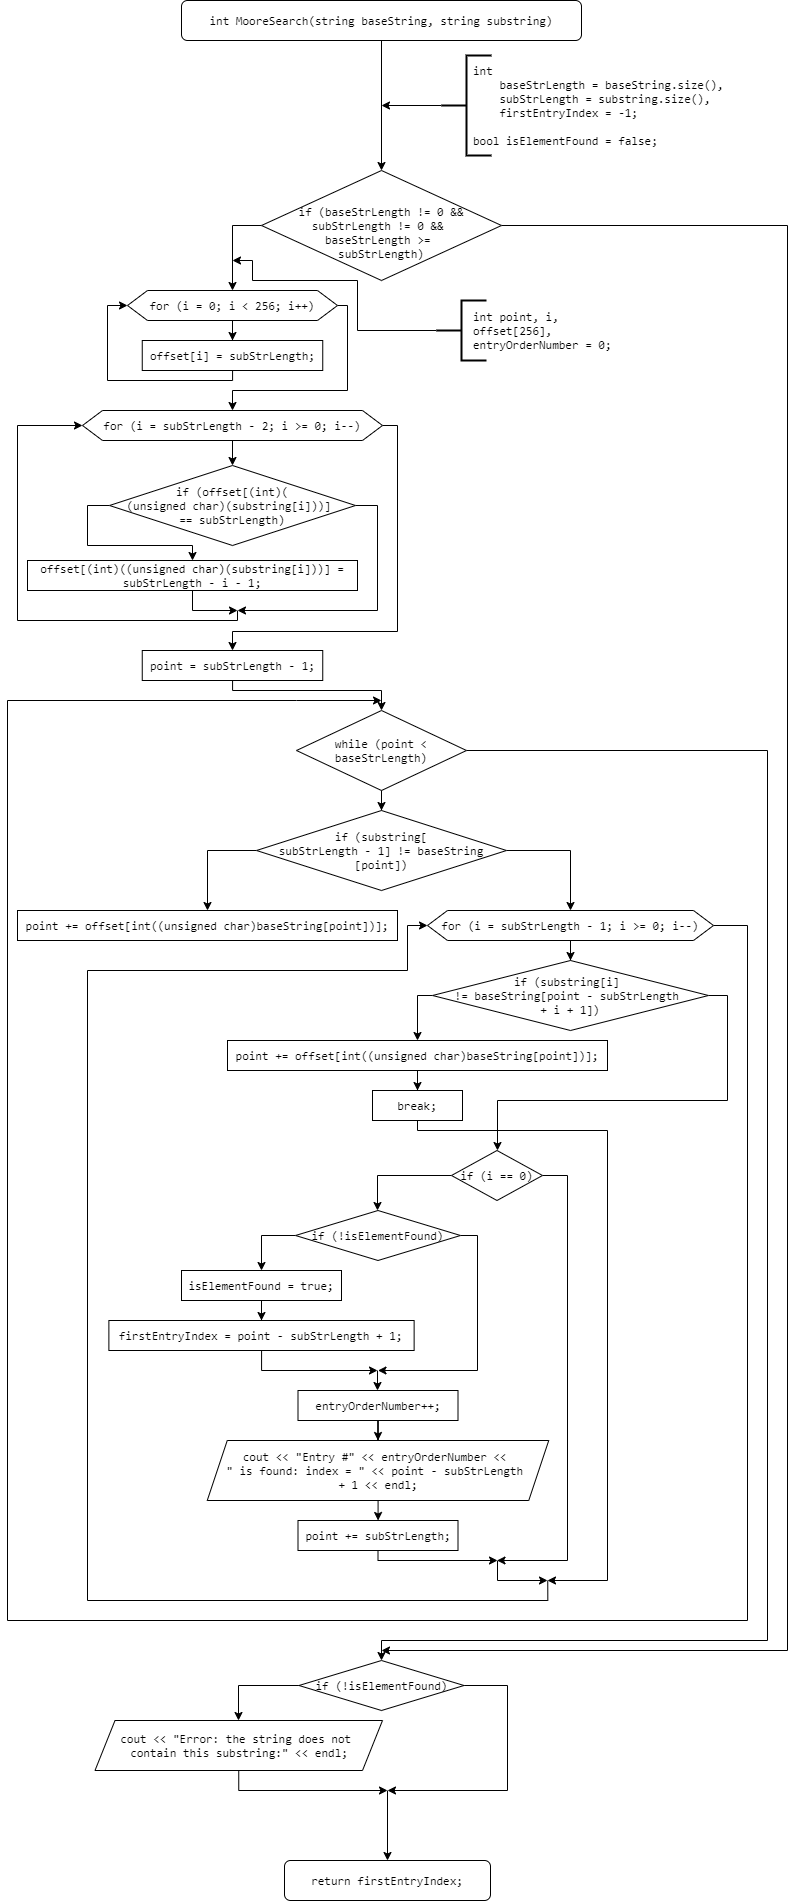 int MooreSearch(string baseString, string substring)
int
baseStrLength = baseString.size(),
subStrLength = substring.size(),
firstEntryIndex = -1;
bool isElementFound = false;
if (baseStrLength != 0 &&
subStrLength != 0 &&
baseStrLength >=
subStrLength)
for (i = 0; i < 256; i++)
int point, i,
offset[256],
entryOrderNumber = 0;
offset[i] = subStrLength;
for (i = subStrLength - 2; i >= 0; i--)
if (offset[(int)(
(unsigned char)(substring[i]))]
== subStrLength)
offset[(int)((unsigned char)(substring[i]))] =
subStrLength - i - 1;
point = subStrLength - 1;
while (point <
baseStrLength)
if (substring[
subStrLength - 1] != baseString
[point])
point += offset[int((unsigned char)baseString[point])];
for (i = subStrLength - 1; i >= 0; i--)
if (substring[i]
!= baseString[point - subStrLength
+ i + 1])
point += offset[int((unsigned char)baseString[point])];
break;
if (i == 0)
if (!isElementFound)
isElementFound = true;
firstEntryIndex = point - subStrLength + 1;
entryOrderNumber++;
cout << "Entry #" << entryOrderNumber <<
" is found: index = " << point - subStrLength
+ 1 << endl;
point += subStrLength;
if (!isElementFound)
cout << "Error: the string does not
contain this substring:" << endl;
return firstEntryIndex;